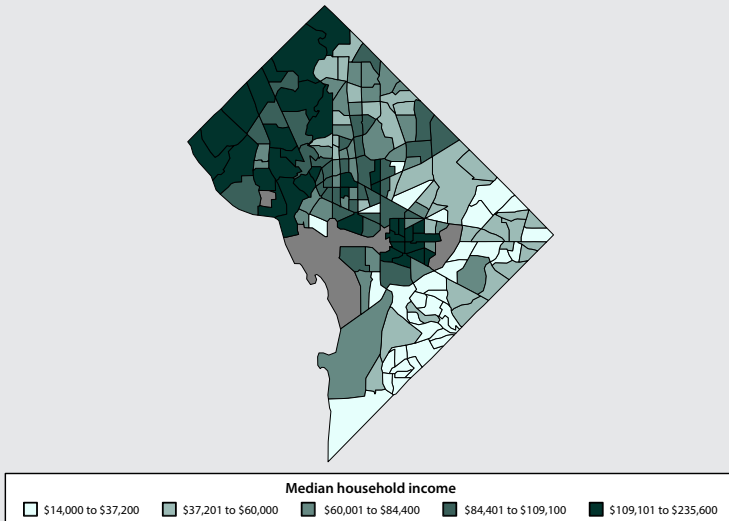 Median household income
$14,000 to $37,200 $37,201 to $60,000 $60,001 to $84,400 $84,401 to $109,100 $109,101 to $235,600